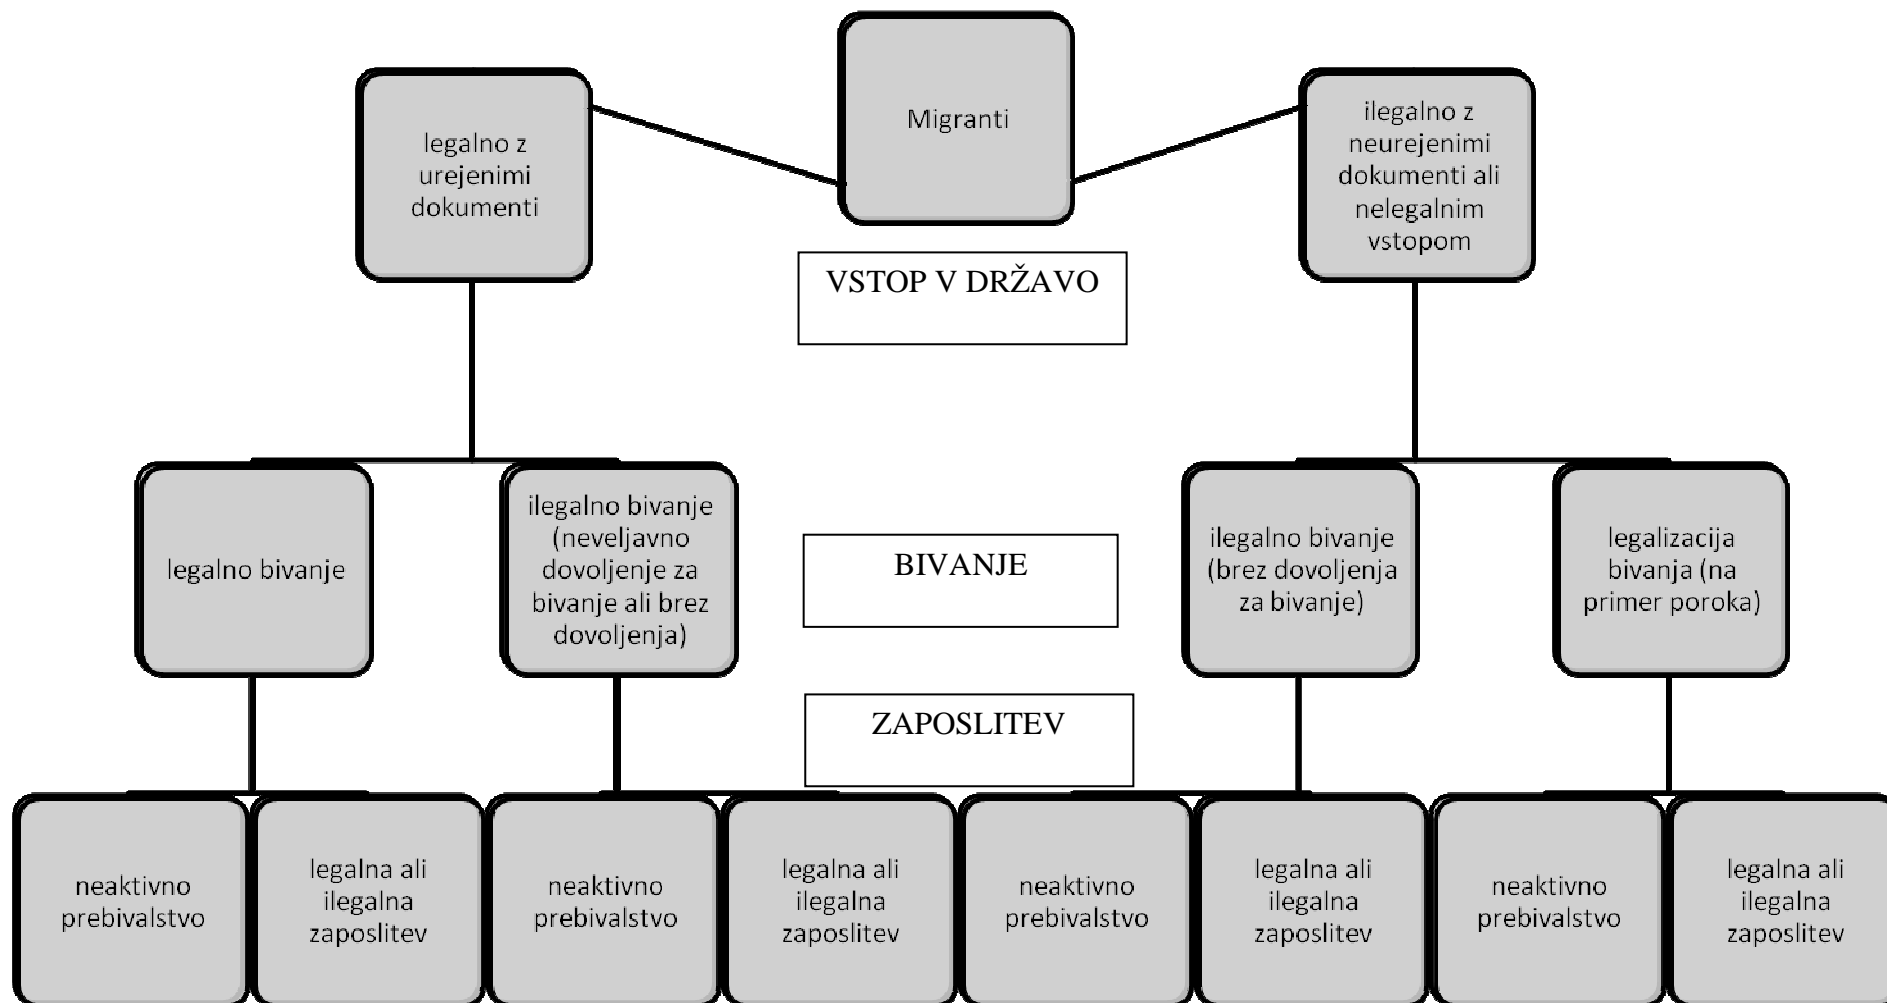 Migranti
legalno z
urejenimi
dokumenti
ilegalno z
neurejenimi
dokumenti ali
nelegalnim
vstopom
VSTOP V DRŽAVO
legalno bivanje
ilegalno bivanje
(neveljavno
dovoljenje za
bivanje ali brez
dovoljenja)
BIVANJE
ilegalno bivanje
(brez dovoljenja
za bivanje)
legalizacija
bivanja (na
primer poroka)
ZAPOSLITEV
neaktivno
prebivalstvo
legalna ali
ilegalna
zaposlitev
neaktivno
prebivalstvo
legalna ali
ilegalna
zaposlitev
neaktivno
prebivalstvo
legalna ali
ilegalna
zaposlitev
neaktivno
prebivalstvo
legalna ali
ilegalna
zaposlitev